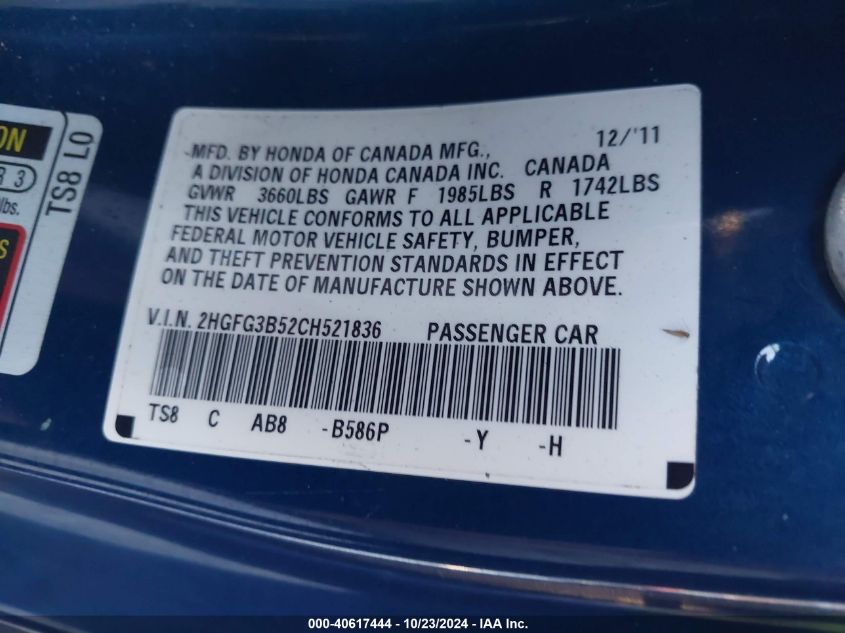 ON
R 3
lbs.
S
TS8 L0
12/'11
MFD. BY HONDA OF CANADA MFG.,
A DIVISION OF HONDA CANADA INC. CANADA
GVWR 3660LBS GAWR F 1985LBS R 1742LBS
THIS VEHICLE CONFORMS TO ALL APPLICABLE
FEDERAL MOTOR VEHICLE SAFETY, BUMPER,
AND THEFT PREVENTION STANDARDS IN EFFECT
ON THE DATE OF MANUFACTURE SHOWN ABOVE.
V.I.N. 2HGFG3B52CH521836 PASSENGER CAR
TS8 C AB8 -B586P -Y -H
000-40617444 - 10/23/2024 - IAA Inc.